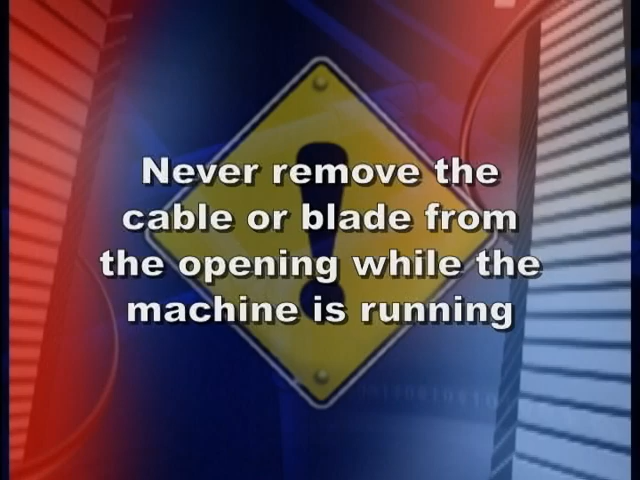 Never remove the
cable or blade from
the opening while the
machine is running